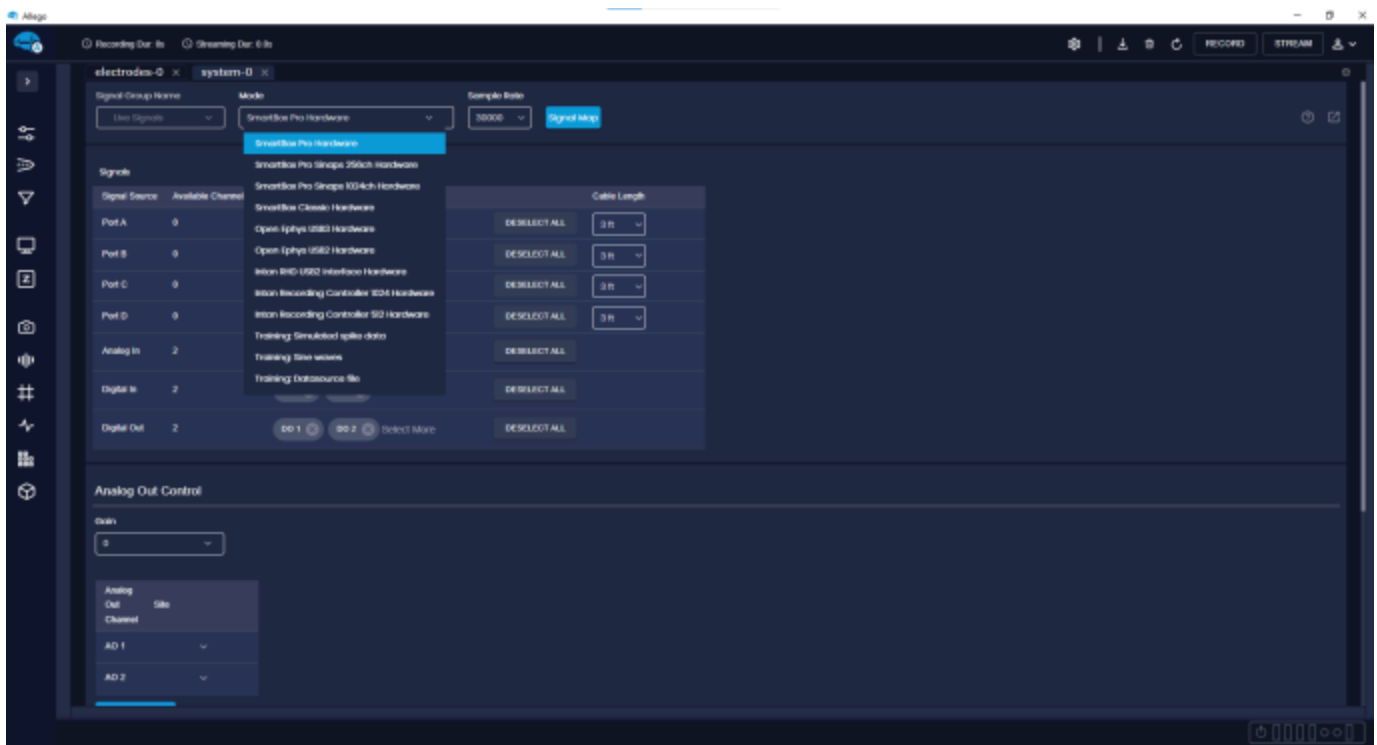 Allego
Recording Dur: 0s Streaming Dur: 0.0s RECORD STREAM
electrodes-0 × system-0 ×
Signal Group Name Mode Sample Rate
Live Signals SmartBox Pro Hardware 30000 Signal Map
SmartBox Pro Hardware
SmartBox Pro Sinaps 256ch Hardware
SmartBox Pro Sinaps 1024ch Hardware
SmartBox Classic Hardware
Open Ephys USB3 Hardware
Open Ephys USB2 Hardware
Intan RHD USB2 Interface Hardware
Intan Recording Controller 1024 Hardware
Intan Recording Controller 512 Hardware
Training: Simulated spike data
Training: Sine waves
Training: Datasource file
Signals
Signal Source Available Channel Cable Length
Port A 0 DESELECT ALL 3 ft
Port B 0 DESELECT ALL 3 ft
Port C 0 DESELECT ALL 3 ft
Port D 0 DESELECT ALL 3 ft
Analog In 2 DESELECT ALL
Digital In 2 DESELECT ALL
Digital Out 2 DO 1 DO 2 Select More DESELECT ALL
Analog Out Control
Gain
0
Analog
Out Site
Channel
AO 1
AO 2